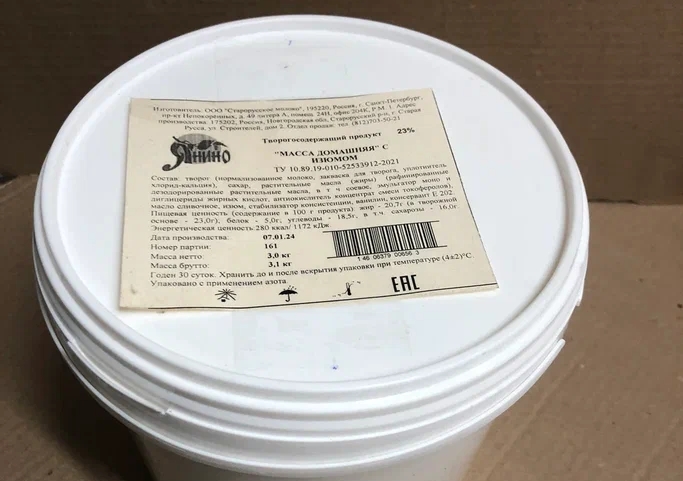 Изготовитель: ООО "Старорусское молоко", 195220, Россия, г. Санкт-Петербург,
пр-кт Непокоренных, д. 49 литера А, помещ. 24Н, офис 204К, Р.М. 1. Адрес
производства: 175202, Россия, Новгородская обл, Старорусский р-н, г. Старая
Русса, ул. Строителей, дом 2. Отдел продаж: тел. (812)703-50-21
Творогосодержащий продукт 23%
"МАССА ДОМАШНЯЯ" С
ИЗЮМОМ
ТУ 10.89.19-010-52533912-2021
Состав: творог (нормализованное молоко, закваска для творога, уплотнитель
хлорид-кальция), сахар, растительные масла (жиры) (рафинированные
дезодорированные растительные масла, в т ч соевое, эмульгатор моно и
диглицериды жирных кислот, антиокислитель концентрат смеси токоферолов),
масло сливочное, изюм, стабилизатор консистенции, ванилин, консервант Е 202
Пищевая ценность (содержание в 100 г продукта) жир - 20,7г (в творожной
основе - 23,0г), белок - 5,0г; углеводы - 18,5г, в т.ч. сахарозы - 16,0г
Энергетическая ценность:280 ккал/ 1172 кДж.
Дата производства: 07.01.24
Номер партии: 161
Масса нетто: 3,0 кг
Масса брутто: 3,1 кг
1 46 06379 00656 3
Годен 30 суток. Хранить до и после вскрытия упаковки при температуре (4±2)°С
Упаковано с применением азота.
ЕАС